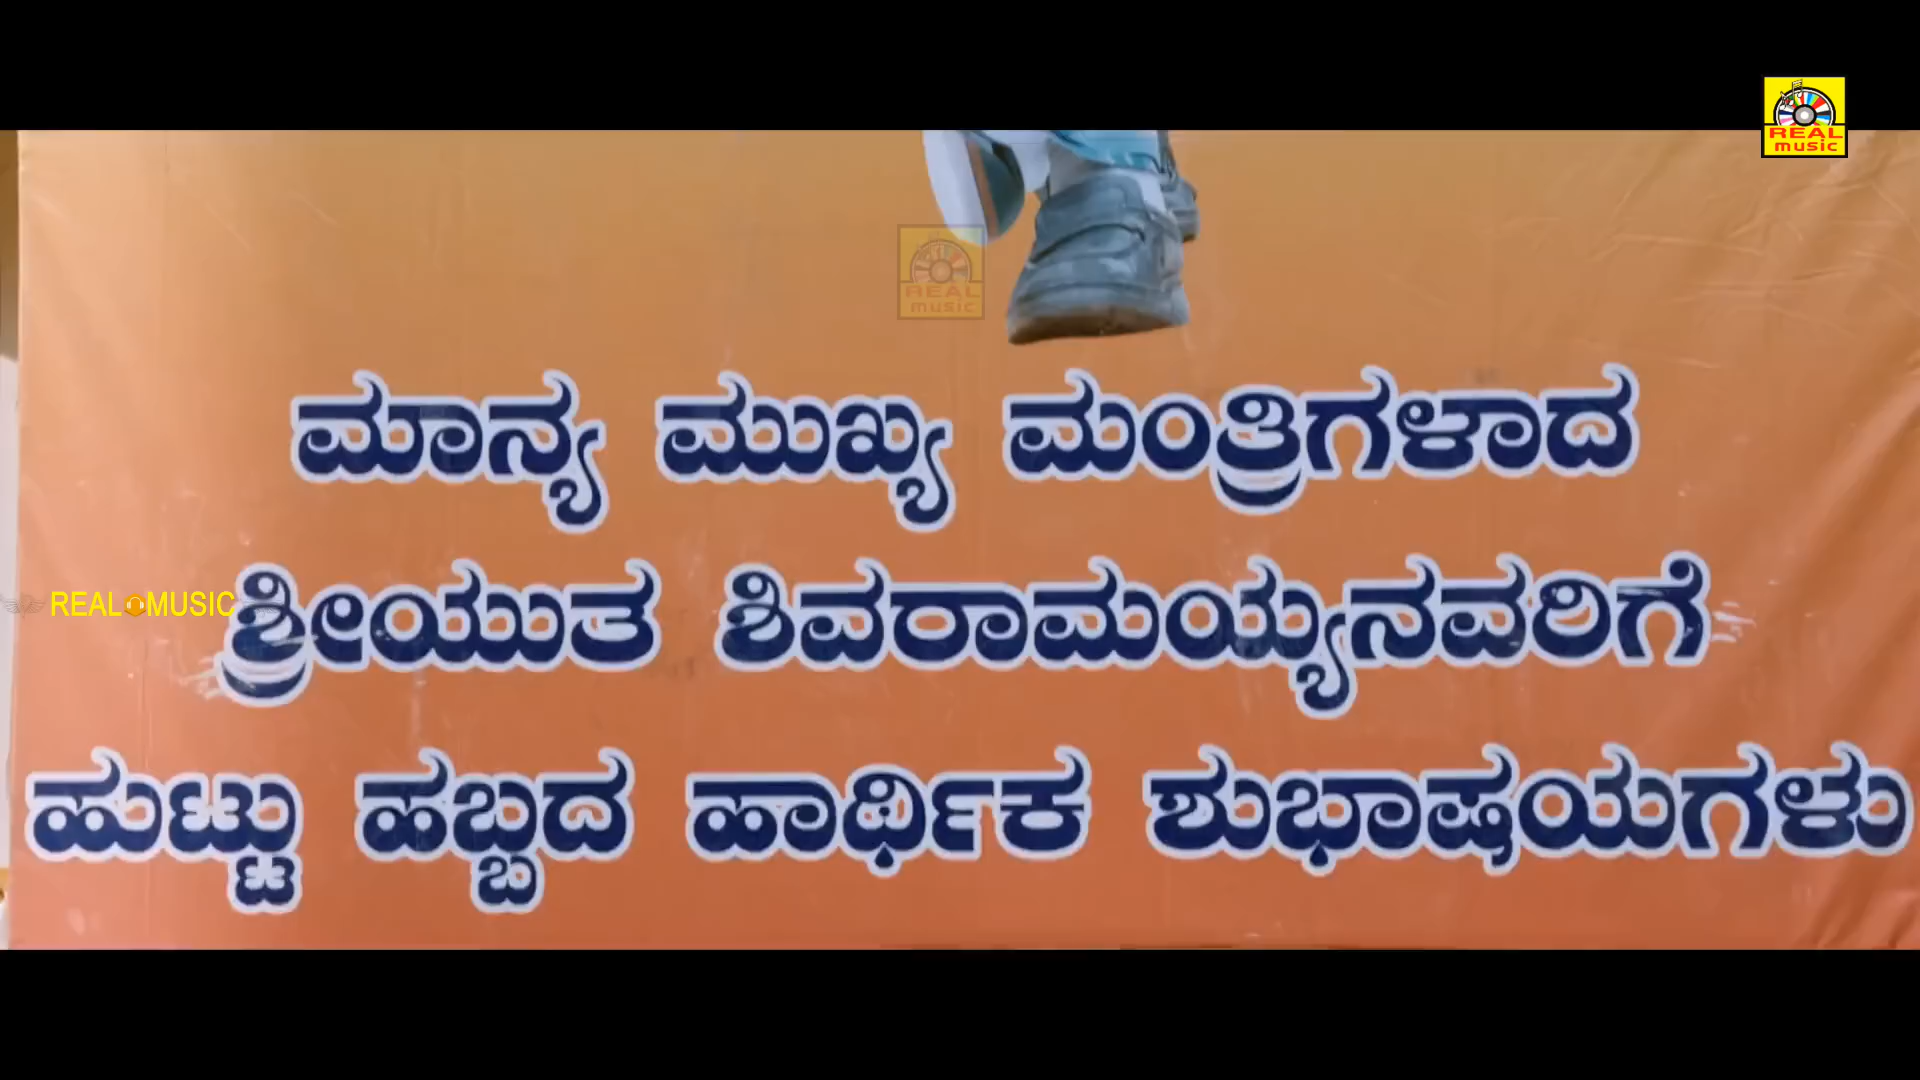 REAL
music
REAL
music
ಮಾನ್ಯ ಮುಖ್ಯ ಮಂತ್ರಿಗಳಾದ
REAL MUSIC
ಶ್ರೀಯುತ ಶಿವರಾಮಯ್ಯನವರಿಗೆ
ಹುಟ್ಟು ಹಬ್ಬದ ಹಾರ್ಥಿಕ ಶುಭಾಷಯಗಳು